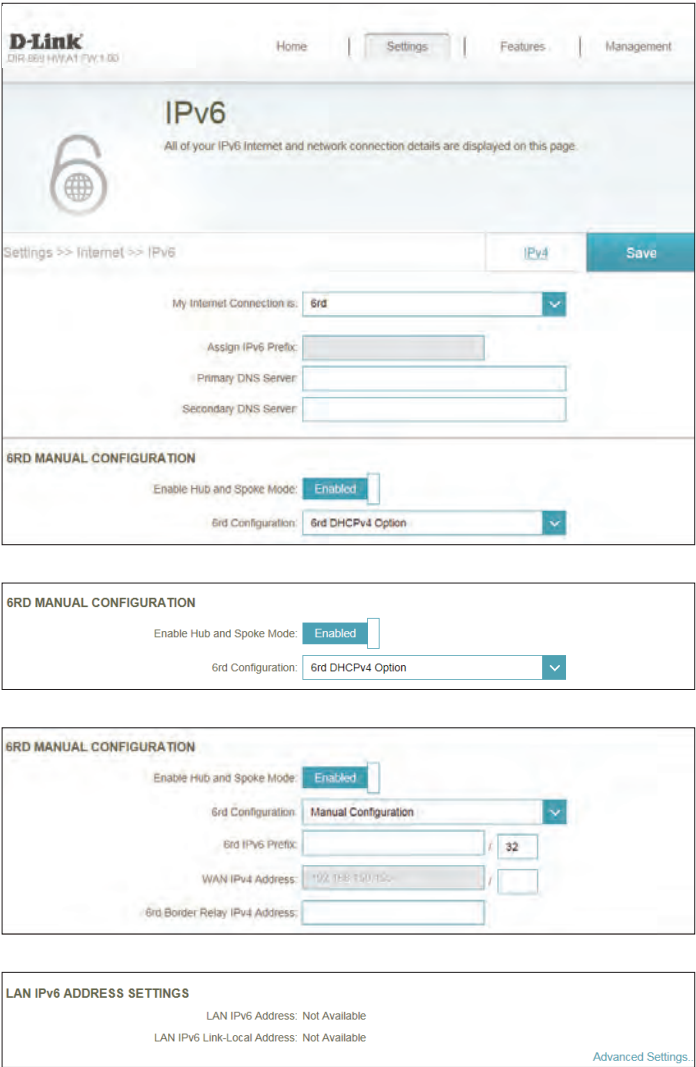 D-Link
Home | Settings | Features | Management
HW:A1 FW:1.00
IPv6
All of your IPv6 Internet and network connection details are displayed on this page.
Settings >> Internet >> IPv6
IPv4
Save
My Internet Connection is: 6rd
Assign IPv6 Prefix:
Primary DNS Server:
Secondary DNS Server:
6RD MANUAL CONFIGURATION
Enable Hub and Spoke Mode: Enabled
6rd Configuration: 6rd DHCPv4 Option
6RD MANUAL CONFIGURATION
Enable Hub and Spoke Mode: Enabled
6rd Configuration: 6rd DHCPv4 Option
6RD MANUAL CONFIGURATION
Enable Hub and Spoke Mode: Enabled
6rd Configuration: Manual Configuration
6rd IPv6 Prefix: / 32
WAN IPv4 Address: /
6rd Border Relay IPv4 Address:
LAN IPv6 ADDRESS SETTINGS
LAN IPv6 Address: Not Available
LAN IPv6 Link-Local Address: Not Available
Advanced Settings..